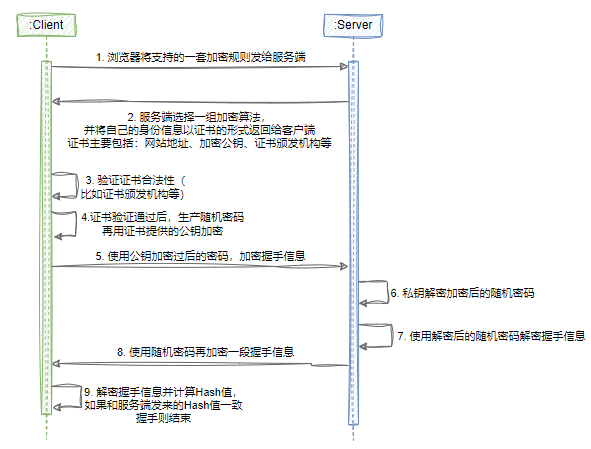 :Client
:Server
1. 浏览器将支持的一套加密规则发给服务端
2. 服务端选择一组加密算法，
并将自己的身份信息以证书的形式返回给客户端
证书主要包括：网站地址、加密公钥、证书颁发机构等
3. 验证证书合法性（
比如证书颁发机构等）
4.证书验证通过后，生产随机密码
再用证书提供的公钥加密
5. 使用公钥加密过后的密码，加密握手信息
6. 私钥解密加密后的随机密码
7. 使用解密后的随机密码解密握手信息
8. 使用随机密码再加密一段握手信息
9. 解密握手信息并计算Hash值，
如果和服务端发来的Hash值一致
握手则结束